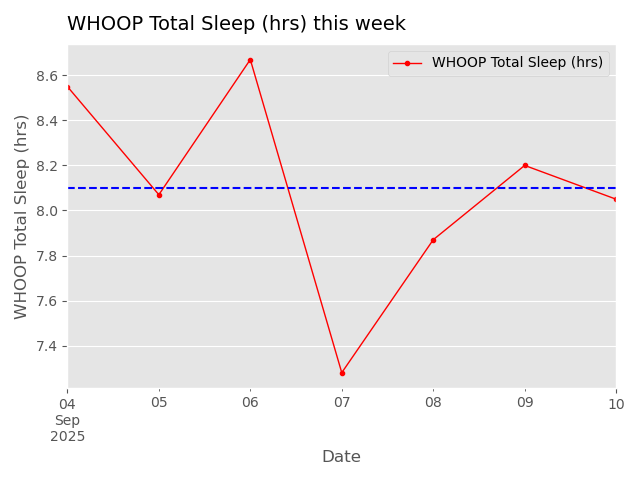 WHOOP Total Sleep (hrs) this week
WHOOP Total Sleep (hrs)
WHOOP Total Sleep (hrs)
8.6
8.4
8.2
8.0
7.8
7.6
7.4
04 05 06 07 08 09 10
Sep
2025
Date